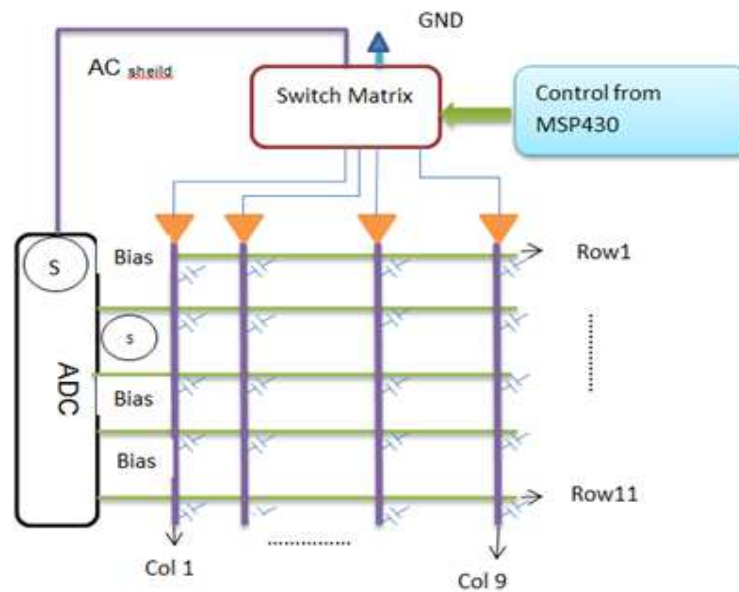 GND
AC sheild
Switch Matrix
Control from
MSP430
S
Bias
Row1
s
ADC
Bias
Bias
Row11
Col 1
Col 9